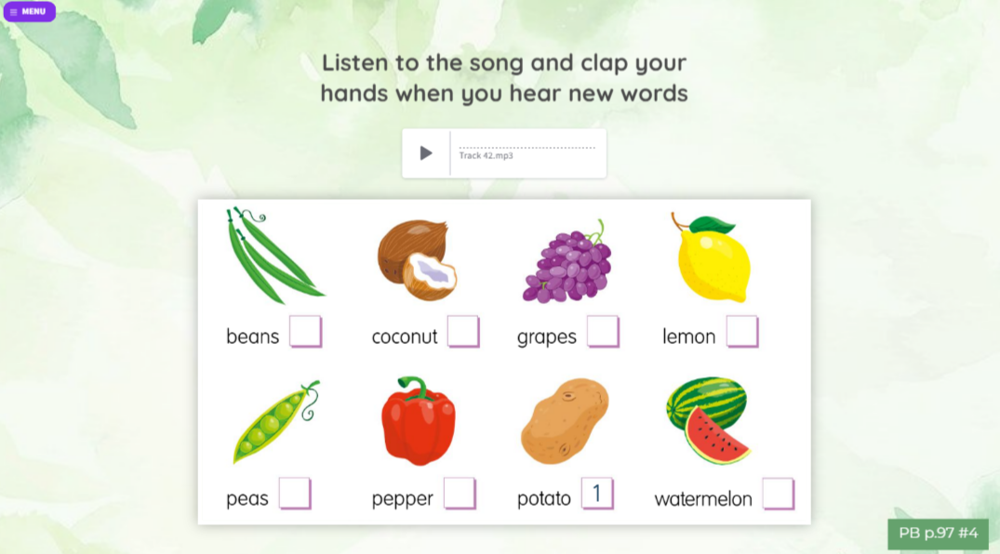 MENU
Listen to the song and clap your
hands when you hear new words
Track 42.mp3
beans
coconut
grapes
lemon
peas
pepper
potato 1
watermelon
PB p.97 #4